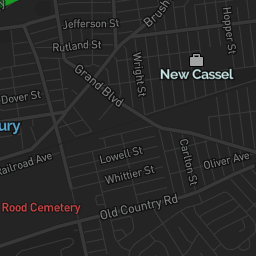 Jefferson St
Brush
Hopper St
Rutland St
Wright St
New Cassel
Grand Blvd
Dover St
ury
Railroad Ave
Lowell St
Whittier St
Carlton St
Oliver Ave
Rood Cemetery
Old Country Rd